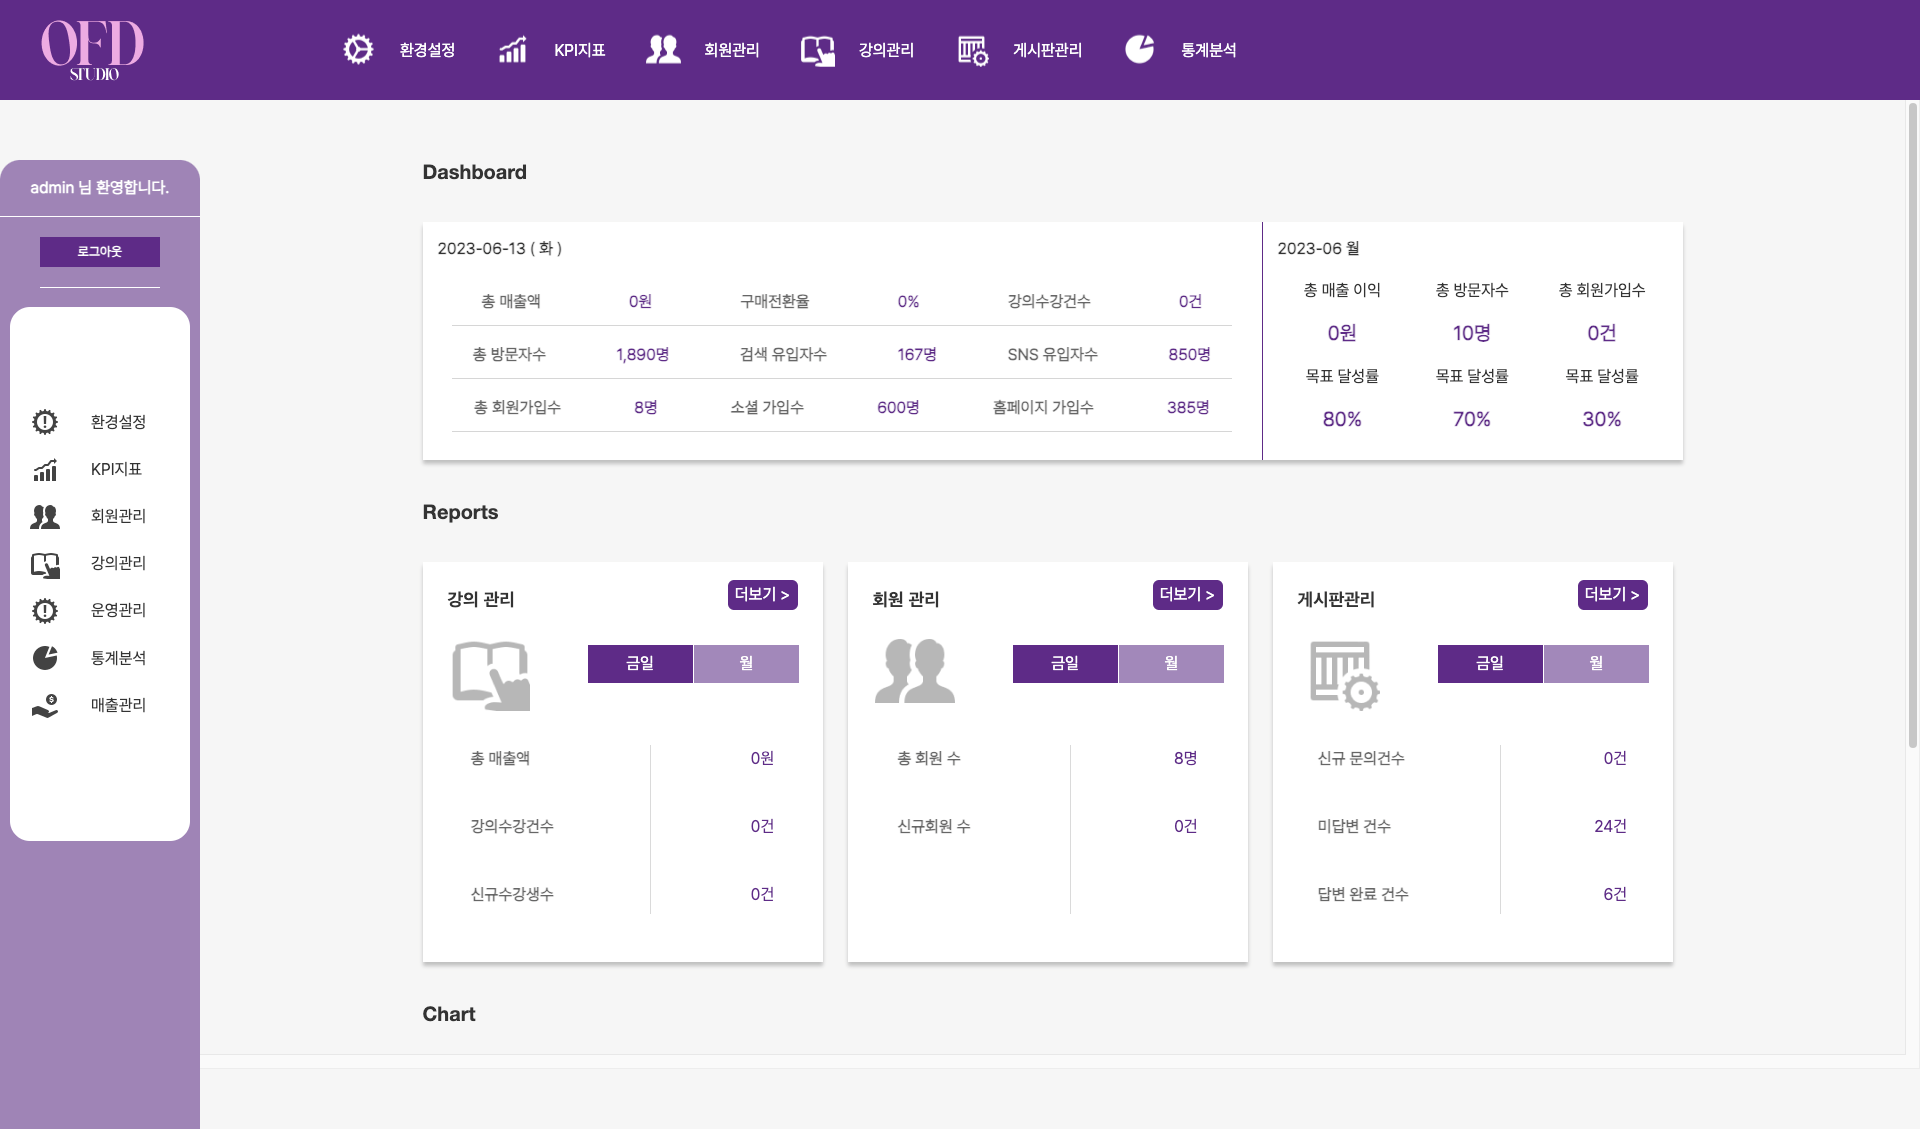 OFD
STUDIO
환경설정
KPI지표
회원관리
강의관리
게시판관리
통계분석
admin 님 환영합니다.
로그아웃
환경설정
KPI지표
회원관리
강의관리
운영관리
통계분석
매출관리
Dashboard
2023-06-13 ( 화 )
총 매출액 0원 구매전환율 0% 강의수강건수 0건
총 방문자수 1,890명 검색 유입자수 167명 SNS 유입자수 850명
총 회원가입수 8명 소셜 가입수 600명 홈페이지 가입수 385명
2023-06 월
총 매출 이익 총 방문자수 총 회원가입수
0원 10명 0건
목표 달성률 목표 달성률 목표 달성률
80% 70% 30%
Reports
강의 관리 더보기 >
금일 월
총 매출액 0원
강의수강건수 0건
신규수강생수 0건
회원 관리 더보기 >
금일 월
총 회원 수 8명
신규회원 수 0건
게시판관리 더보기 >
금일 월
신규 문의건수 0건
미답변 건수 24건
답변 완료 건수 6건
Chart